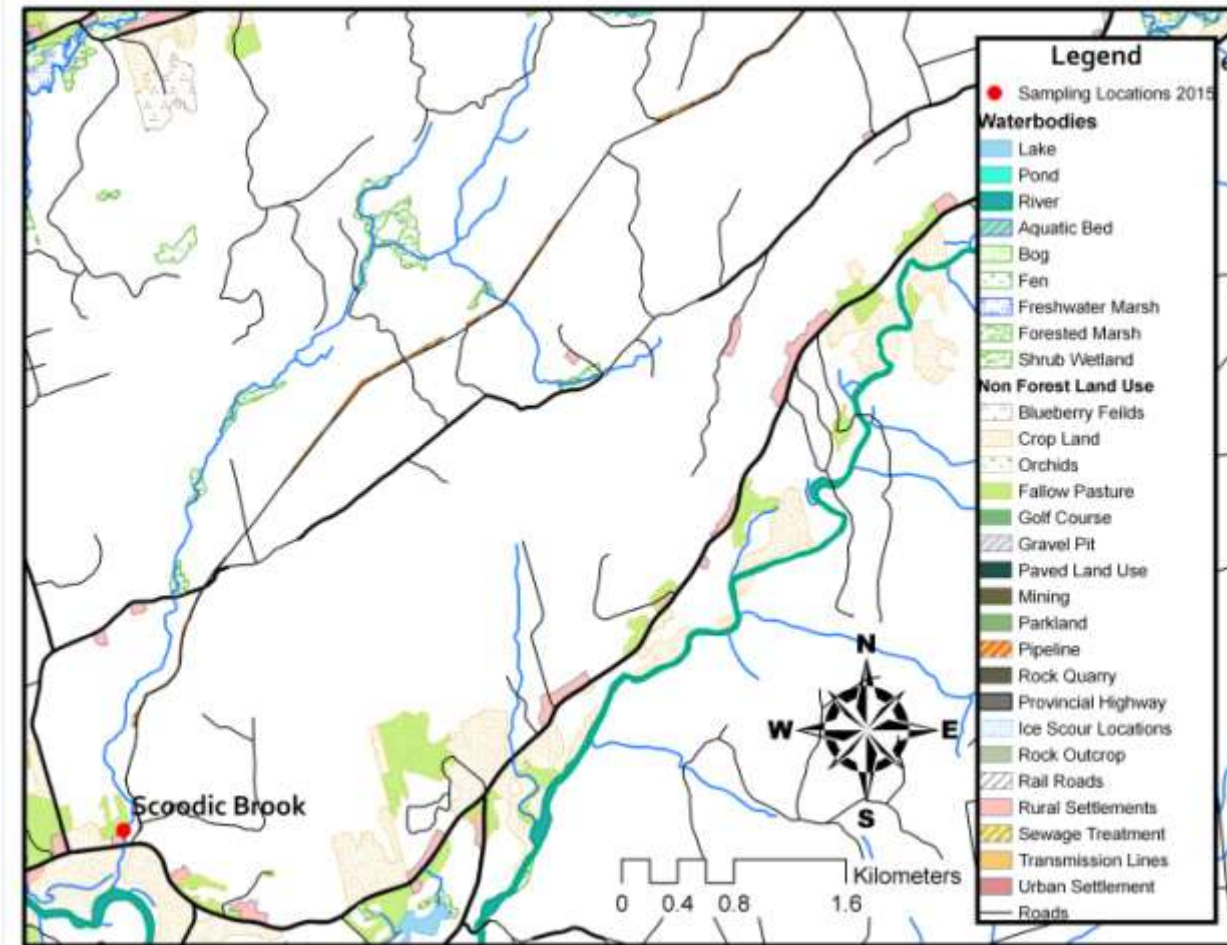 Legend
Sampling Locations 2015
Waterbodies
Lake
Pond
River
Aquatic Bed
Bog
Fen
Freshwater Marsh
Forested Marsh
Shrub Wetland
Non Forest Land Use
Blueberry Feilds
Crop Land
Orchids
Fallow Pasture
Golf Course
Gravel Pit
Paved Land Use
Mining
Parkland
Pipeline
Rock Quarry
Provincial Highway
Ice Scour Locations
Rock Outcrop
Rail Roads
Rural Settlements
Sewage Treatment
Transmission Lines
Urban Settlement
Roads
N
W E
S
Scoodic Brook
Kilometers
0 0.4 0.8 1.6